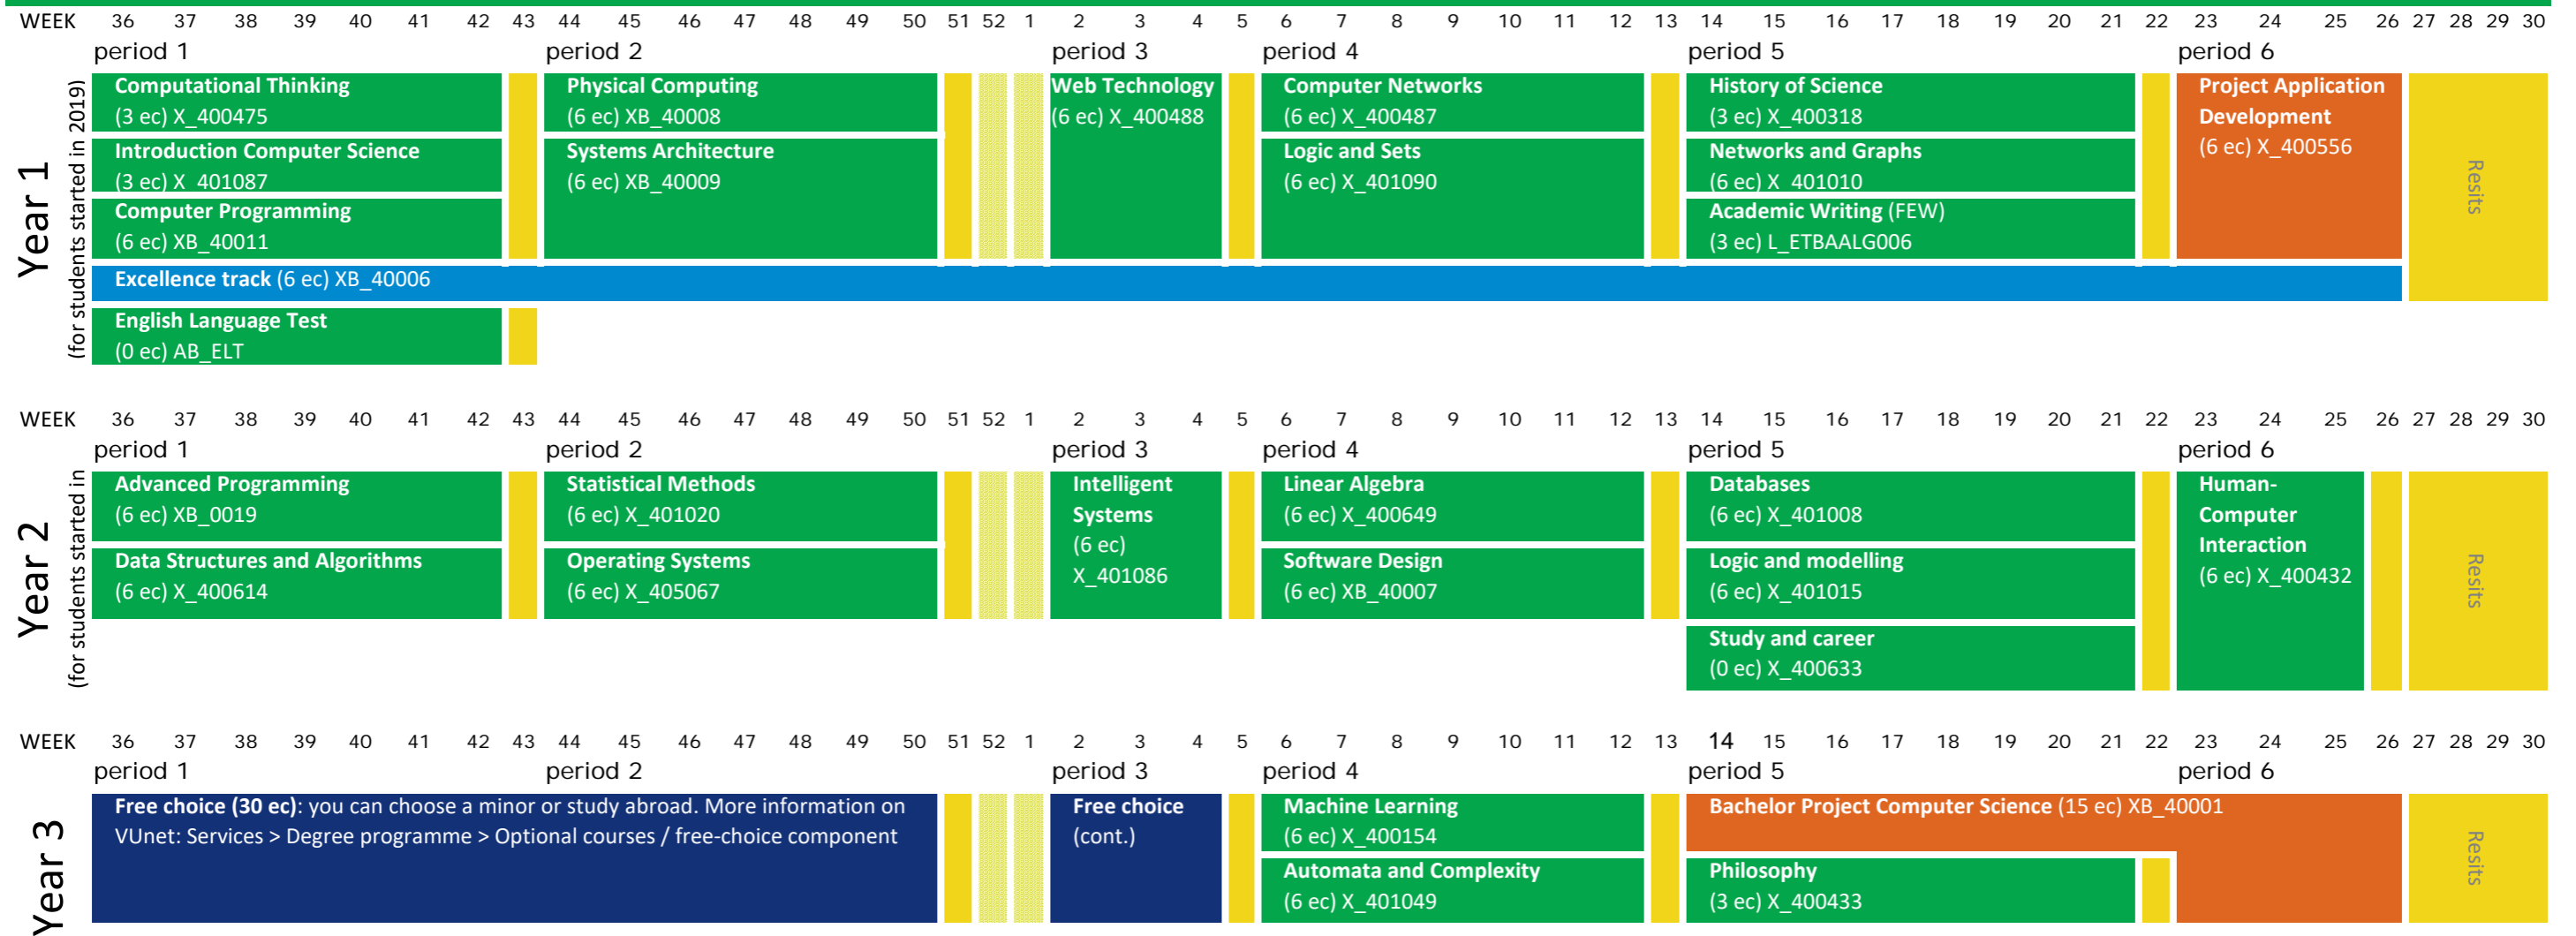 WEEK 36 37 38 39 40 41 42 43 44 45 46 47 48 49 50 51 52 1 2 3 4 5 6 7 8 9 10 11 12 13 14 15 16 17 18 19 20 21 22 23 24 25 26 27 28 29 30
period 1 period 2 period 3 period 4 period 5 period 6
Year 1
(for students started in 2019)
Computational Thinking
(3 ec) X_400475
Introduction Computer Science
(3 ec) X_401087
Computer Programming
(6 ec) XB_40011
Physical Computing
(6 ec) XB_40008
Systems Architecture
(6 ec) XB_40009
Web Technology
(6 ec) X_400488
Computer Networks
(6 ec) X_400487
Logic and Sets
(6 ec) X_401090
History of Science
(3 ec) X_400318
Networks and Graphs
(6 ec) X_401010
Academic Writing (FEW)
(3 ec) L_ETBAALG006
Project Application
Development
(6 ec) X_400556
Resits
Excellence track (6 ec) XB_40006
English Language Test
(0 ec) AB_ELT
WEEK 36 37 38 39 40 41 42 43 44 45 46 47 48 49 50 51 52 1 2 3 4 5 6 7 8 9 10 11 12 13 14 15 16 17 18 19 20 21 22 23 24 25 26 27 28 29 30
period 1 period 2 period 3 period 4 period 5 period 6
Year 2
(for students started in
Advanced Programming
(6 ec) XB_0019
Data Structures and Algorithms
(6 ec) X_400614
Statistical Methods
(6 ec) X_401020
Operating Systems
(6 ec) X_405067
Intelligent
Systems
(6 ec)
X_401086
Linear Algebra
(6 ec) X_400649
Software Design
(6 ec) XB_40007
Databases
(6 ec) X_401008
Logic and modelling
(6 ec) X_401015
Study and career
(0 ec) X_400633
Human-
Computer
Interaction
(6 ec) X_400432
Resits
WEEK 36 37 38 39 40 41 42 43 44 45 46 47 48 49 50 51 52 1 2 3 4 5 6 7 8 9 10 11 12 13 14 15 16 17 18 19 20 21 22 23 24 25 26 27 28 29 30
period 1 period 2 period 3 period 4 period 5 period 6
Year 3
Free choice (30 ec): you can choose a minor or study abroad. More information on
VUnet: Services > Degree programme > Optional courses / free-choice component
Free choice
(cont.)
Machine Learning
(6 ec) X_400154
Automata and Complexity
(6 ec) X_401049
Bachelor Project Computer Science (15 ec) XB_40001
Philosophy
(3 ec) X_400433
Resits